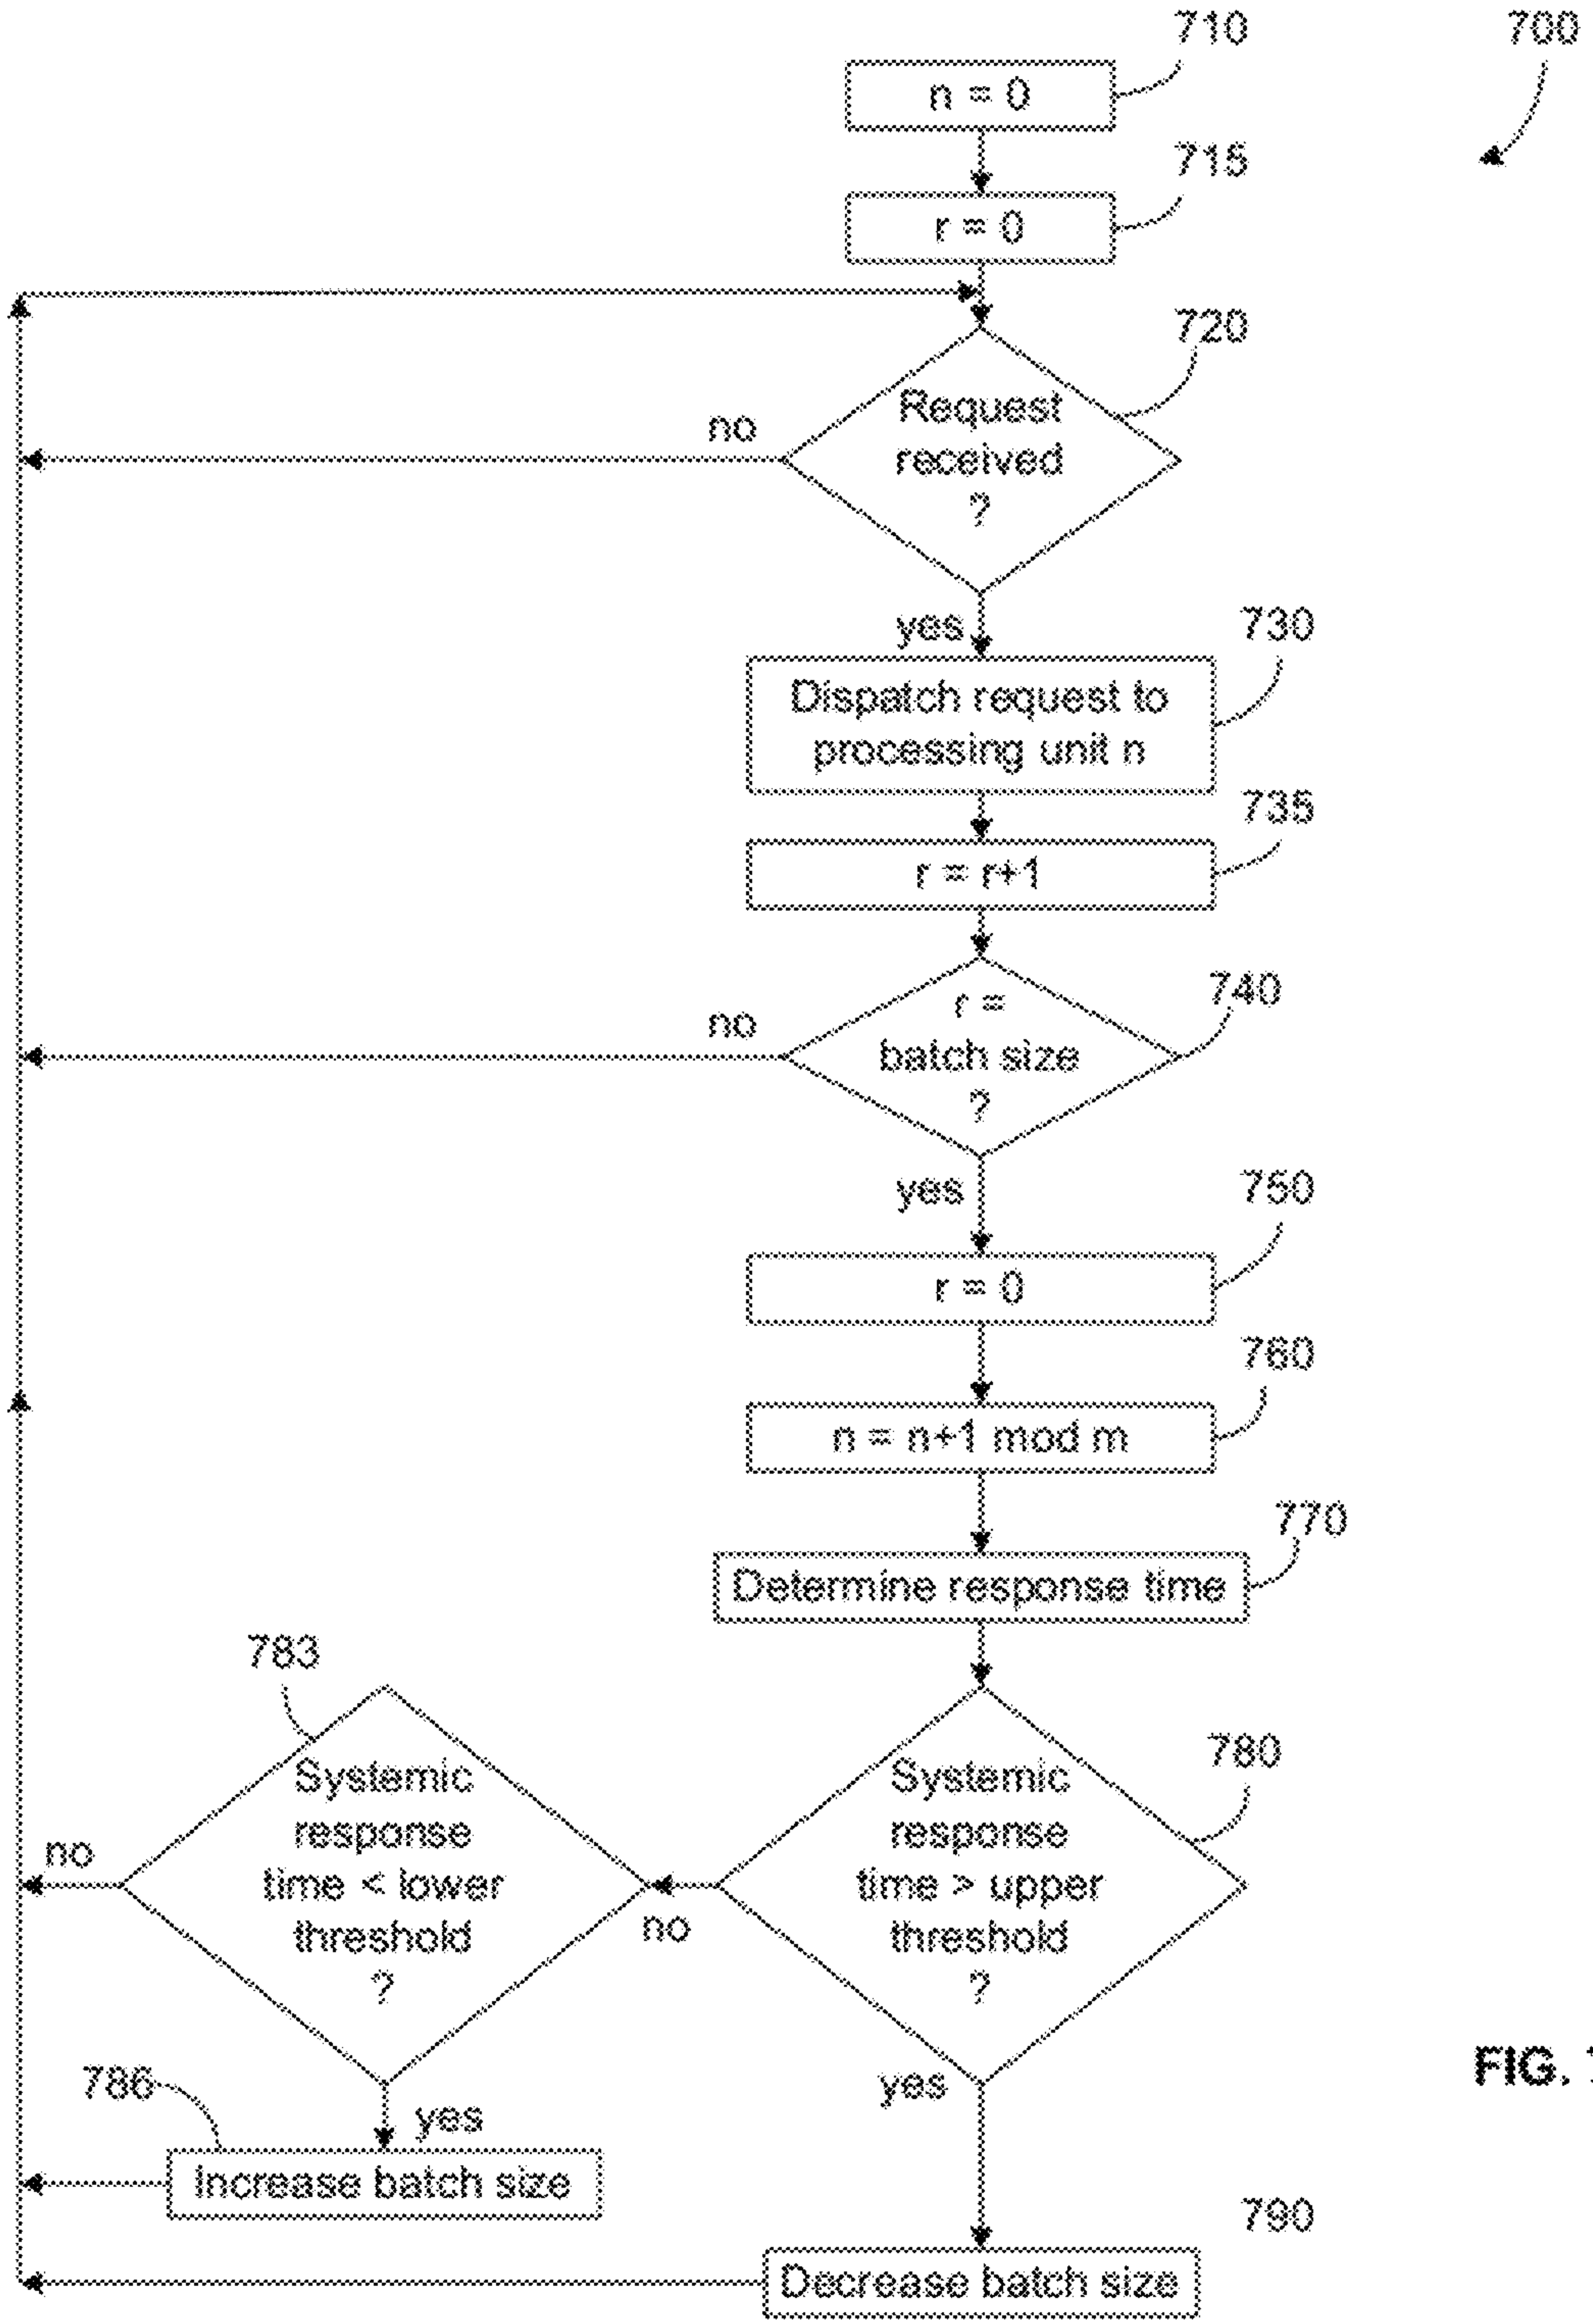 710
700
n = 0
715
r = 0
720
Request
received
?
no
yes
730
Dispatch request to
processing unit n
735
r = r+1
740
r =
batch size
?
no
yes
750
r = 0
760
n = n+1 mod m
770
Determine response time
783
780
Systemic
response
time < lower
threshold
?
no
Systemic
response
time > upper
threshold
?
no
yes
FIG.
786
yes
Increase batch size
790
Decrease batch size